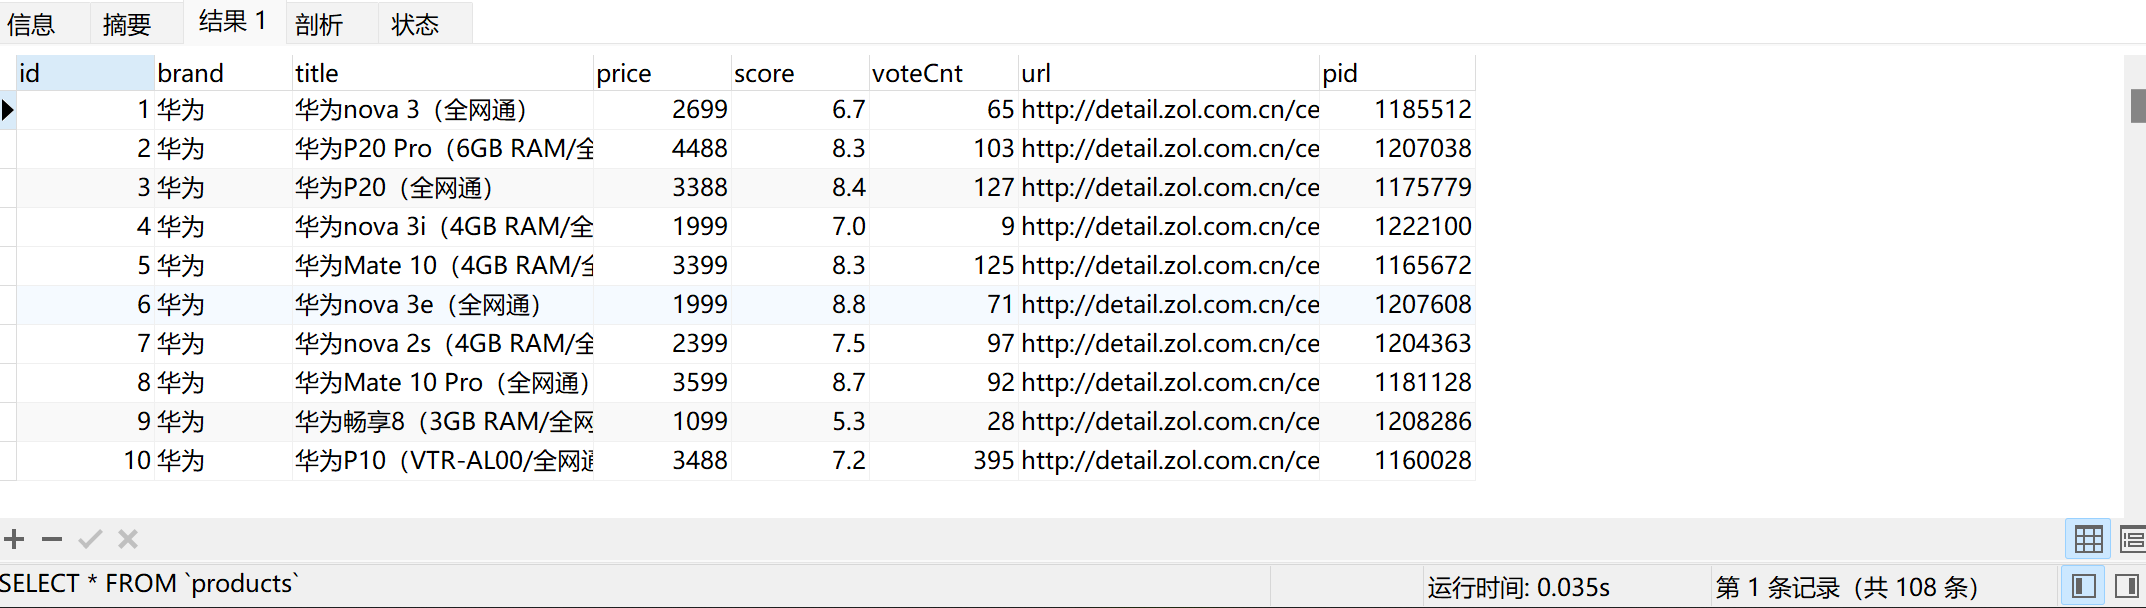 信息 摘要 结果 1 剖析 状态
id brand title price score voteCnt url pid
1 华为 华为nova 3（全网通） 2699 6.7 65 http://detail.zol.com.cn/ce 1185512
2 华为 华为P20 Pro（6GB RAM/全 4488 8.3 103 http://detail.zol.com.cn/ce 1207038
3 华为 华为P20（全网通） 3388 8.4 127 http://detail.zol.com.cn/ce 1175779
4 华为 华为nova 3i（4GB RAM/全 1999 7.0 9 http://detail.zol.com.cn/ce 1222100
5 华为 华为Mate 10（4GB RAM/全 3399 8.3 125 http://detail.zol.com.cn/ce 1165672
6 华为 华为nova 3e（全网通） 1999 8.8 71 http://detail.zol.com.cn/ce 1207608
7 华为 华为nova 2s（4GB RAM/全 2399 7.5 97 http://detail.zol.com.cn/ce 1204363
8 华为 华为Mate 10 Pro（全网通） 3599 8.7 92 http://detail.zol.com.cn/ce 1181128
9 华为 华为畅享8（3GB RAM/全网 1099 5.3 28 http://detail.zol.com.cn/ce 1208286
10 华为 华为P10（VTR-AL00/全网通 3488 7.2 395 http://detail.zol.com.cn/ce 1160028
SELECT * FROM `products` 运行时间: 0.035s 第 1 条记录（共 108 条）